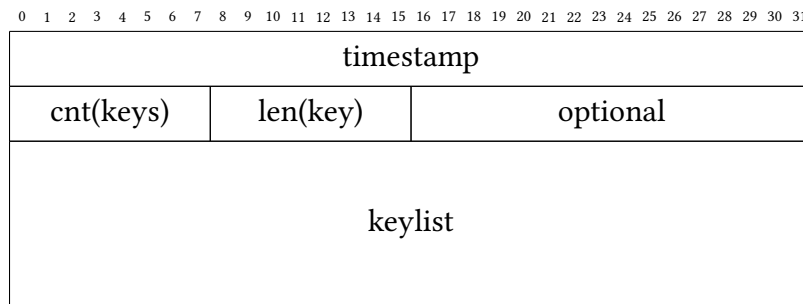 0 1 2 3 4 5 6 7 8 9 10 11 12 13 14 15 16 17 18 19 20 21 22 23 24 25 26 27 28 29 30 31
timestamp
cnt(keys) len(key) optional
keylist